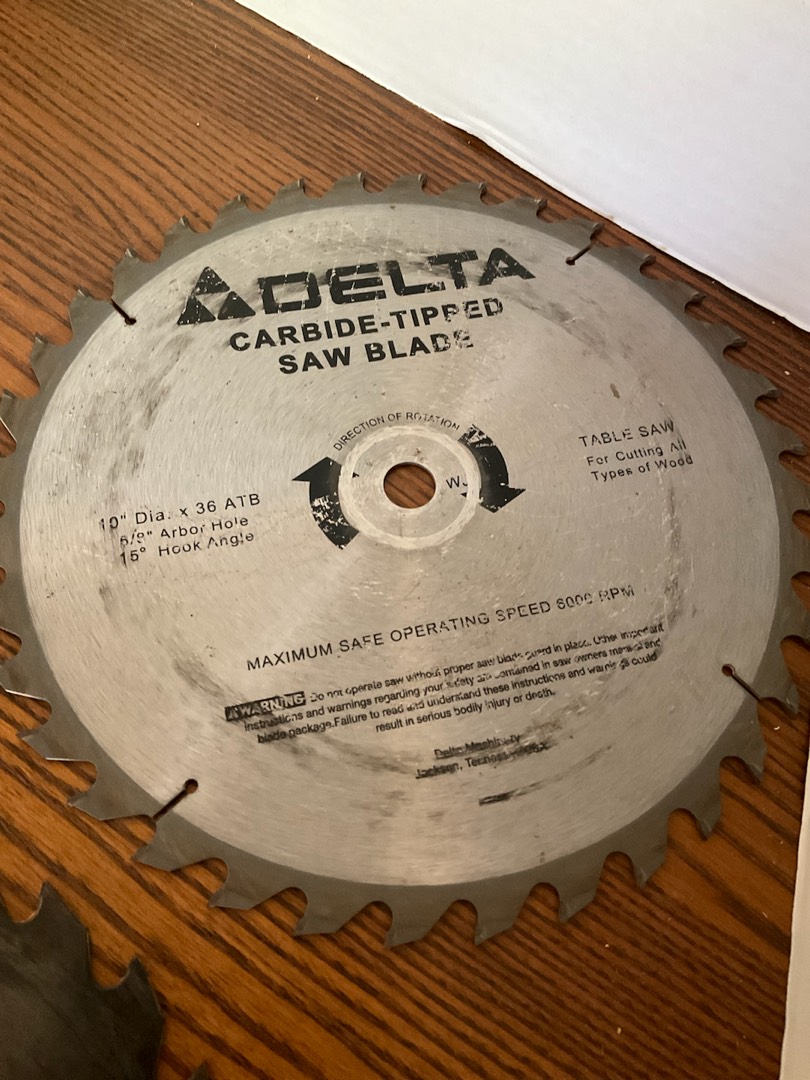 DELTA
CARBIDE-TIPPED
SAW BLADE
DIRECTION OF ROTATION
TABLE SAW
For Cutting All
Types of Wood
10" Dia. x 36 ATB
5/8" Arbor Hole
15° Hook Angle
MAXIMUM SAFE OPERATING SPEED 6000 RPM
WARNING Do not operate saw without proper saw blade guard in place. Other important
instructions and warnings regarding your safety are contained in saw owners manual and
blade package.Failure to read and understand these instructions and warnings could
result in serious bodily injury or death.
Delta Machinery
Jackson,